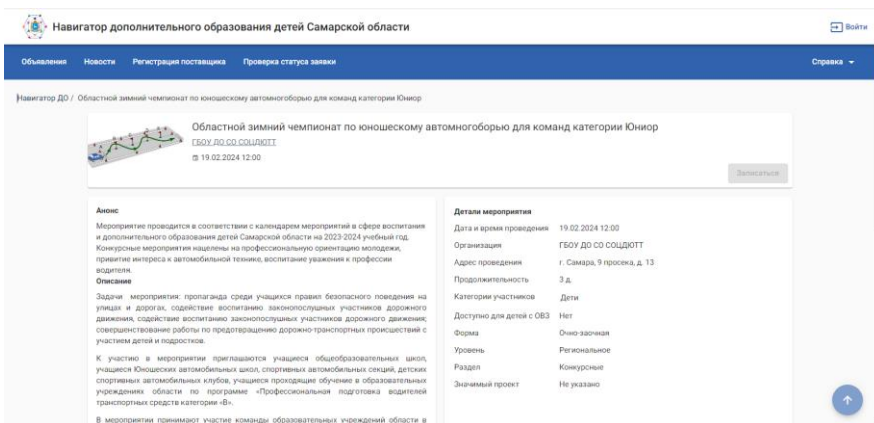 Навигатор дополнительного образования детей Самарской области
Войти
Объявления Новости Регистрация поставщика Проверка статуса заявки Справка
Навигатор ДО / Областной зимний чемпионат по юношескому автомногоборью для команд категории Юниор
Областной зимний чемпионат по юношескому автомногоборью для команд категории Юниор
ГБОУ ДО СО СОЦДЮТТ
19.02.2024 12:00
Записаться
Анонс
Мероприятие проводится в соответствии с календарем мероприятий в сфере воспитания
и дополнительного образования детей Самарской области на 2023-2024 учебный год.
Конкурсные мероприятия нацелены на профессиональную ориентацию молодежи,
привитие интереса к автомобильной технике, воспитание уважения к профессии
водителя.
Описание
Задачи мероприятия: пропаганда среди учащихся правил безопасного поведения на
улицах и дорогах, содействие воспитанию законопослушных участников дорожного
движения, содействие воспитанию законопослушных участников дорожного движения;
совершенствование работы по предотвращению дорожно-транспортных происшествий с
участием детей и подростков.
К участию в мероприятии приглашаются учащиеся общеобразовательных школ,
учащиеся Юношеских автомобильных школ, спортивных автомобильных секций, детских
спортивных автомобильных клубов, учащиеся проходящие обучение в образовательных
учреждениях области по программе «Профессиональная подготовка водителей
транспортных средств категории «В».
В мероприятии принимают участие команды образовательных учреждений области в
Детали мероприятия
Дата и время проведения 19.02.2024 12:00
Организация ГБОУ ДО СО СОЦДЮТТ
Адрес проведения г. Самара, 9 просека, д. 13
Продолжительность 3 д.
Категории участников Дети
Доступно для детей с ОВЗ Нет
Форма Очно-заочная
Уровень Региональное
Раздел Конкурсные
Значимый проект Не указано